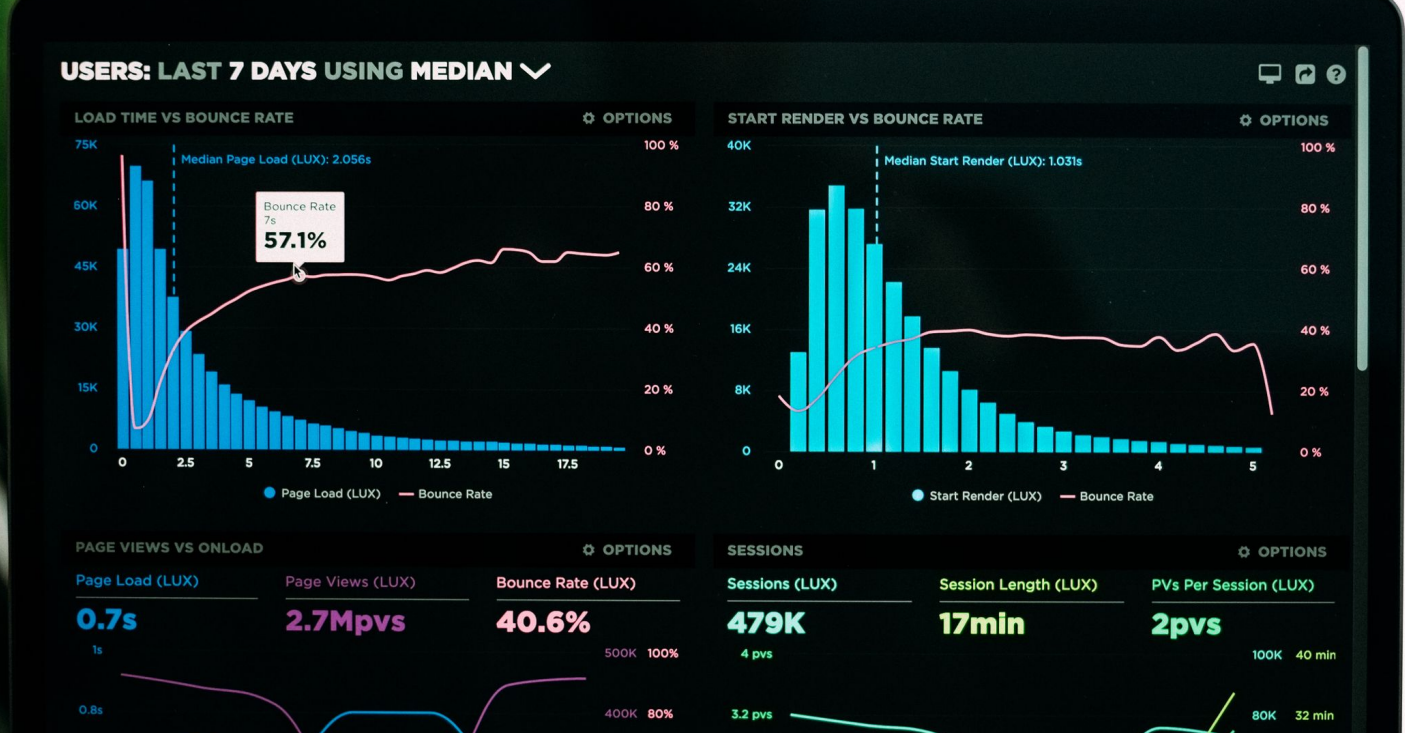 USERS: LAST 7 DAYS USING MEDIAN
LOAD TIME VS BOUNCE RATE
OPTIONS
75K
60K
45K
30K
15K
0
Median Page Load (LUX): 2.056s
Bounce Rate
7s
57.1%
100 %
80 %
60 %
40 %
20 %
0 %
0 2.5 5 7.5 10 12.5 15 17.5
Page Load (LUX) Bounce Rate
START RENDER VS BOUNCE RATE
OPTIONS
40K
32K
24K
16K
8K
0
Median Start Render (LUX): 1.031s
100 %
80 %
60 %
40 %
20 %
0 %
0 1 2 3 4 5
Start Render (LUX) Bounce Rate
PAGE VIEWS VS ONLOAD
OPTIONS
Page Load (LUX)
0.7s
Page Views (LUX)
2.7Mpvs
Bounce Rate (LUX)
40.6%
1s
0.8s
500K 100%
400K 80%
SESSIONS
OPTIONS
Sessions (LUX)
479K
Session Length (LUX)
17min
PVs Per Session (LUX)
2pvs
4 pvs
3.2 pvs
100K 40 min
80K 32 min